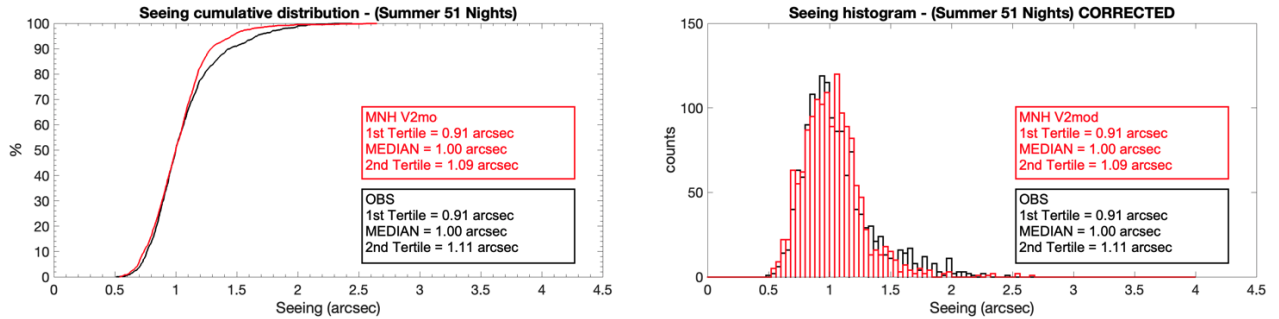 Seeing cumulative distribution - (Summer 51 Nights)
100
90
80
70
60
50
40
30
20
10
0
%
MNH V2mo
1st Tertile = 0.91 arcsec
MEDIAN = 1.00 arcsec
2nd Tertile = 1.09 arcsec
OBS
1st Tertile = 0.91 arcsec
MEDIAN = 1.00 arcsec
2nd Tertile = 1.11 arcsec
0 0.5 1 1.5 2 2.5 3 3.5 4 4.5
Seeing (arcsec)
Seeing histogram - (Summer 51 Nights) CORRECTED
150
100
50
0
counts
MNH V2mod
1st Tertile = 0.91 arcsec
MEDIAN = 1.00 arcsec
2nd Tertile = 1.09 arcsec
OBS
1st Tertile = 0.91 arcsec
MEDIAN = 1.00 arcsec
2nd Tertile = 1.11 arcsec
0 0.5 1 1.5 2 2.5 3 3.5 4 4.5
Seeing (arcsec)